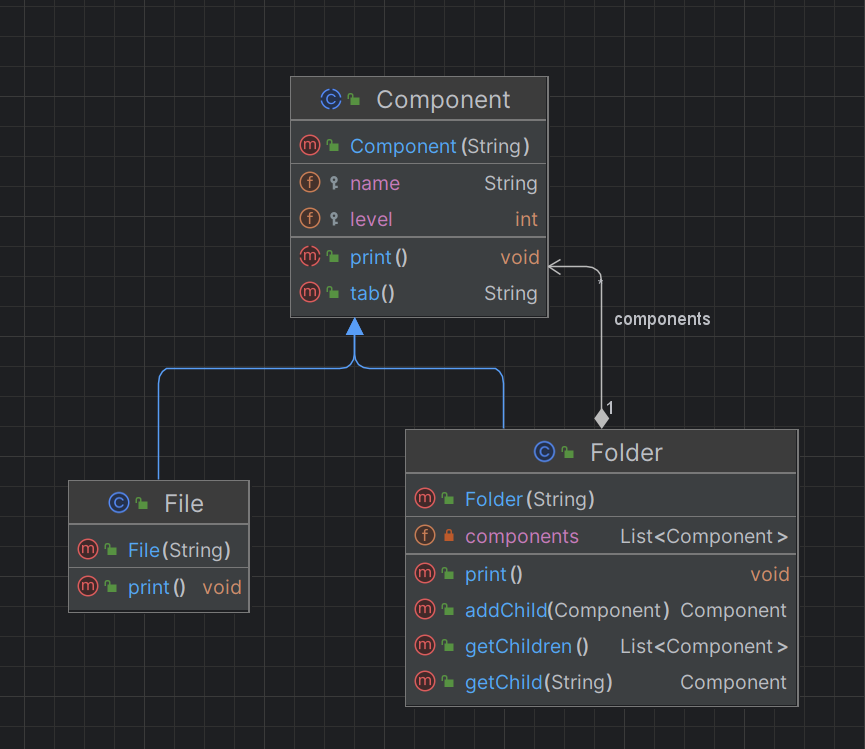 Component
Component(String)
name String
level int
print() void
tab() String
components
*
1
File
File(String)
print() void
Folder
Folder(String)
components List<Component>
print() void
addChild(Component) Component
getChildren() List<Component>
getChild(String) Component